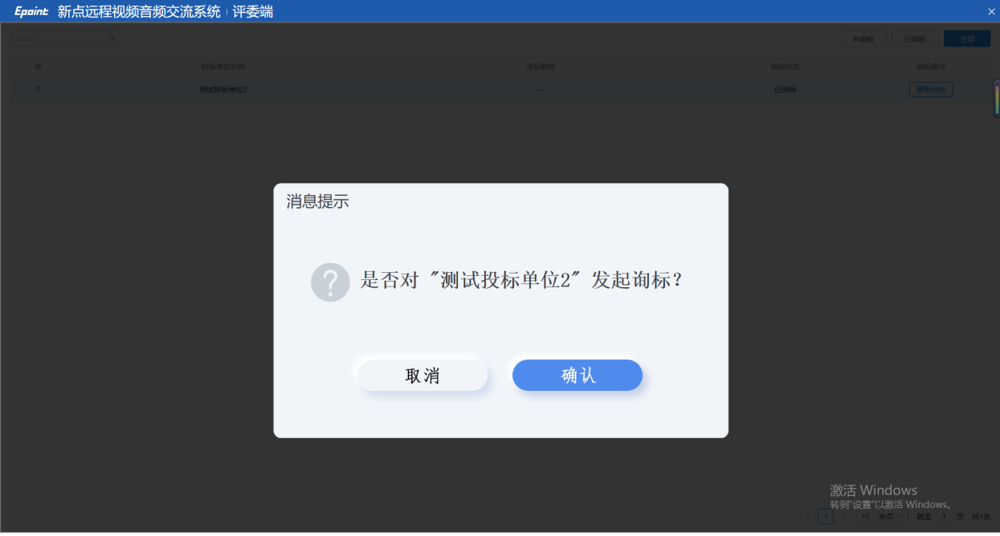 Epoint 新点远程视频音频交流系统 | 评委端
请输入
未询标 已询标 全部
序 投标单位名称 述标顺序 询标状态 询标操作
1 测试投标单位2 -- 已询标 重新询标
消息提示
是否对 "测试投标单位2" 发起询标?
取消 确认
激活 Windows
转到"设置"以激活 Windows。
1 10 条/页 跳至 1 页 共1条